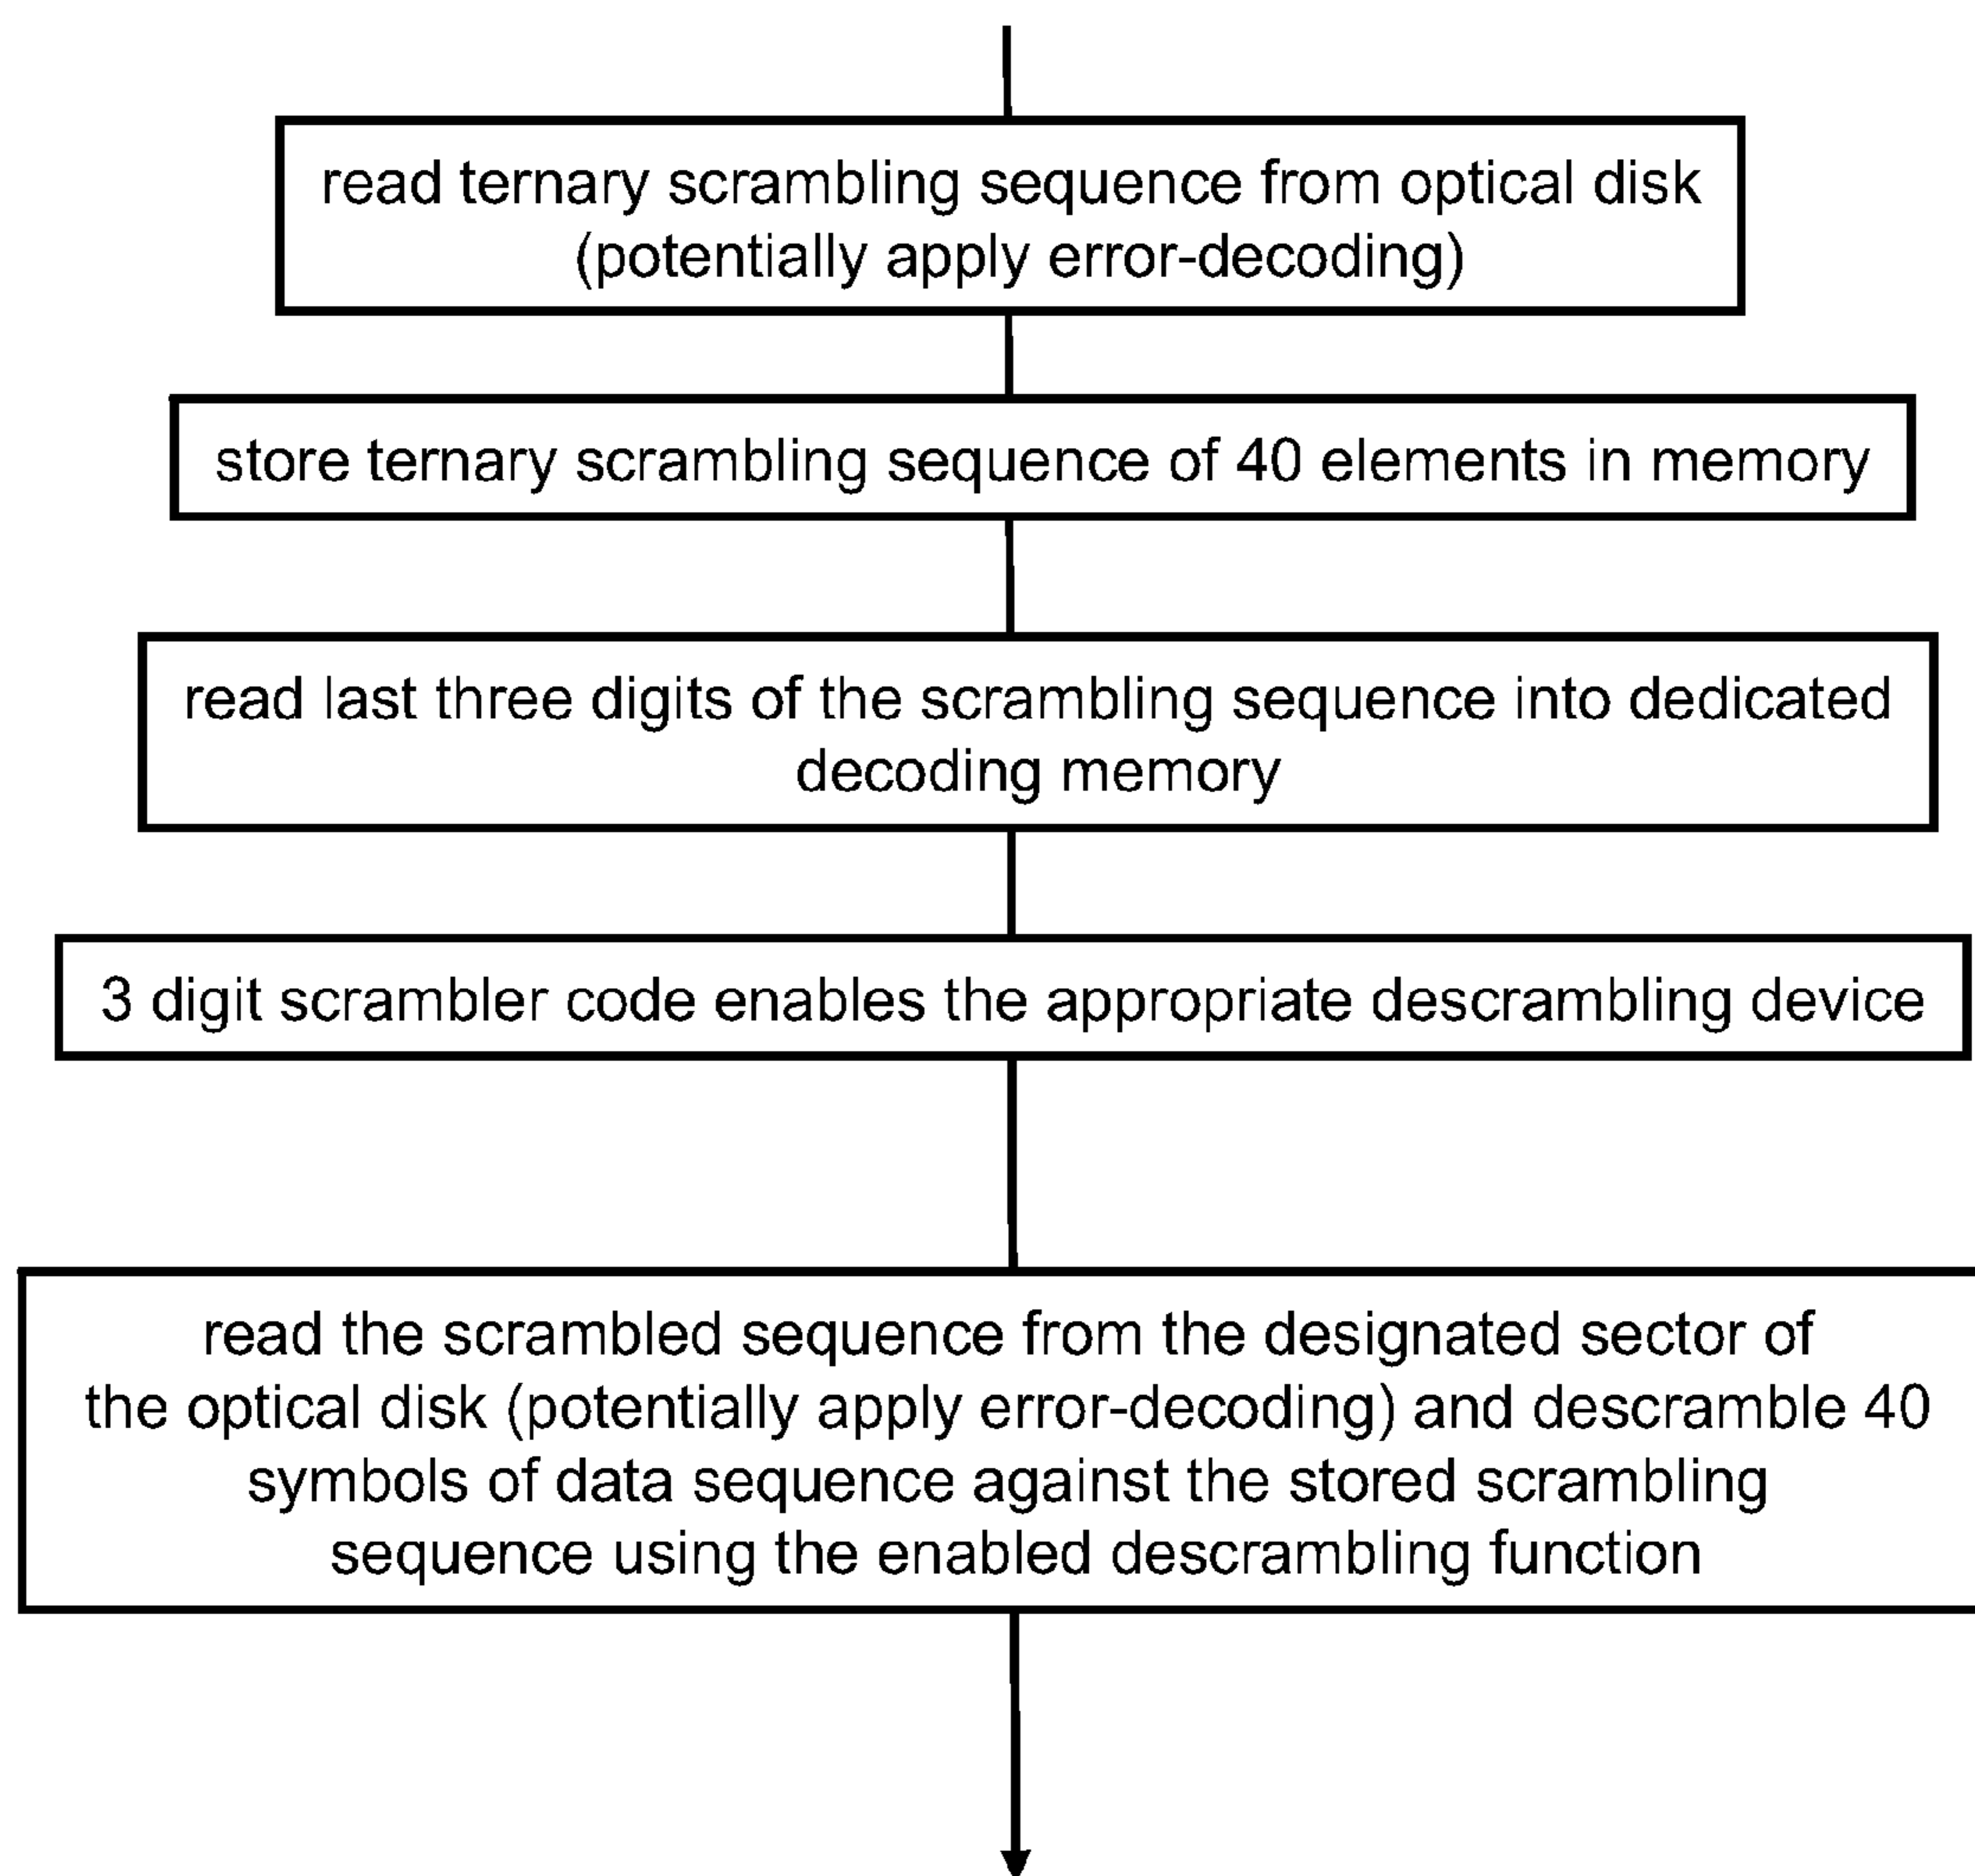 read ternary scrambling sequence from optical disk
(potentially apply error-decoding)
store ternary scrambling sequence of 40 elements in memory
read last three digits of the scrambling sequence into dedicated
decoding memory
3 digit scrambler code enables the appropriate descrambling device
read the scrambled sequence from the designated sector of
the optical disk (potentially apply error-decoding) and descramble 40
symbols of data sequence against the stored scrambling
sequence using the enabled descrambling function